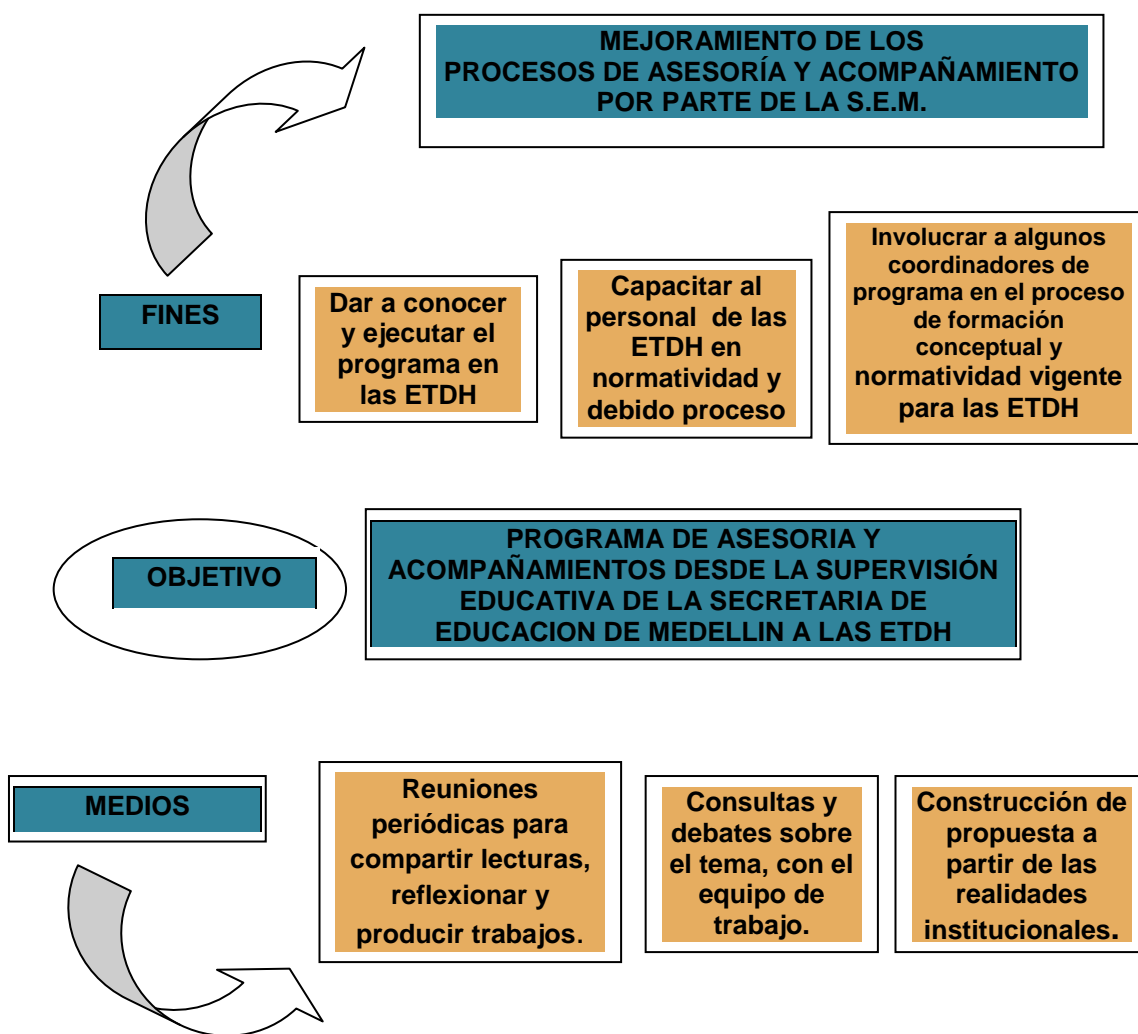 MEJORAMIENTO DE LOS
PROCESOS DE ASESORÍA Y ACOMPAÑAMIENTO
POR PARTE DE LA S.E.M.
FINES
Dar a conocer
y ejecutar el
programa en
las ETDH
Capacitar al
personal de las
ETDH en
normatividad y
debido proceso
Involucrar a algunos
coordinadores de
programa en el proceso
de formación
conceptual y
normatividad vigente
para las ETDH
OBJETIVO
PROGRAMA DE ASESORIA Y
ACOMPAÑAMIENTOS DESDE LA SUPERVISIÓN
EDUCATIVA DE LA SECRETARIA DE
EDUCACION DE MEDELLIN A LAS ETDH
MEDIOS
Reuniones
periódicas para
compartir lecturas,
reflexionar y
producir trabajos.
Consultas y
debates sobre
el tema, con el
equipo de
trabajo.
Construcción de
propuesta a
partir de las
realidades
institucionales.